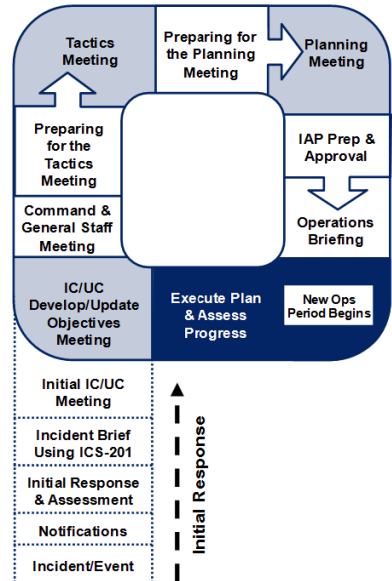 Tactics
Meeting
Preparing for
the Planning
Meeting
Planning
Meeting
Preparing
for the
Tactics
Meeting
IAP Prep &
Approval
Command &
General Staff
Meeting
Operations
Briefing
IC/UC
Develop/Update
Objectives
Meeting
Execute Plan
& Assess
Progress
New Ops
Period Begins
Initial IC/UC
Meeting
Incident Brief
Using ICS-201
Initial Response
& Assessment
Notifications
Incident/Event
Initial Response